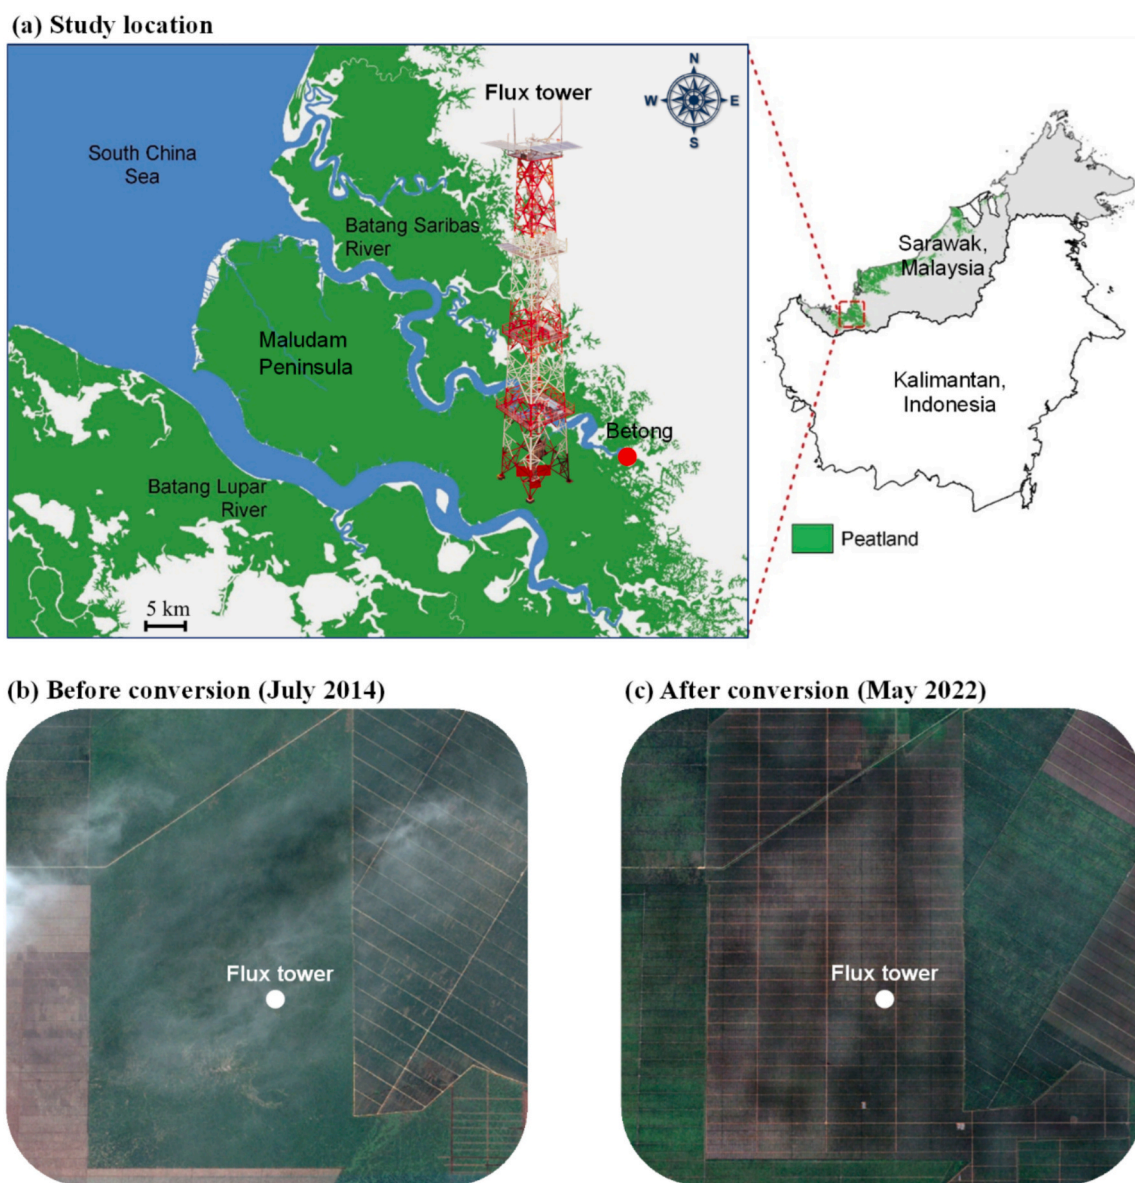 (a) Study location
N
W
E
S
Flux tower
South China
Sea
Batang Saribas
River
Maludam
Peninsula
Betong
Batang Lupar
River
5 km
Sarawak,
Malaysia
Kalimantan,
Indonesia
Peatland
(b) Before conversion (July 2014)
Flux tower
(c) After conversion (May 2022)
Flux tower